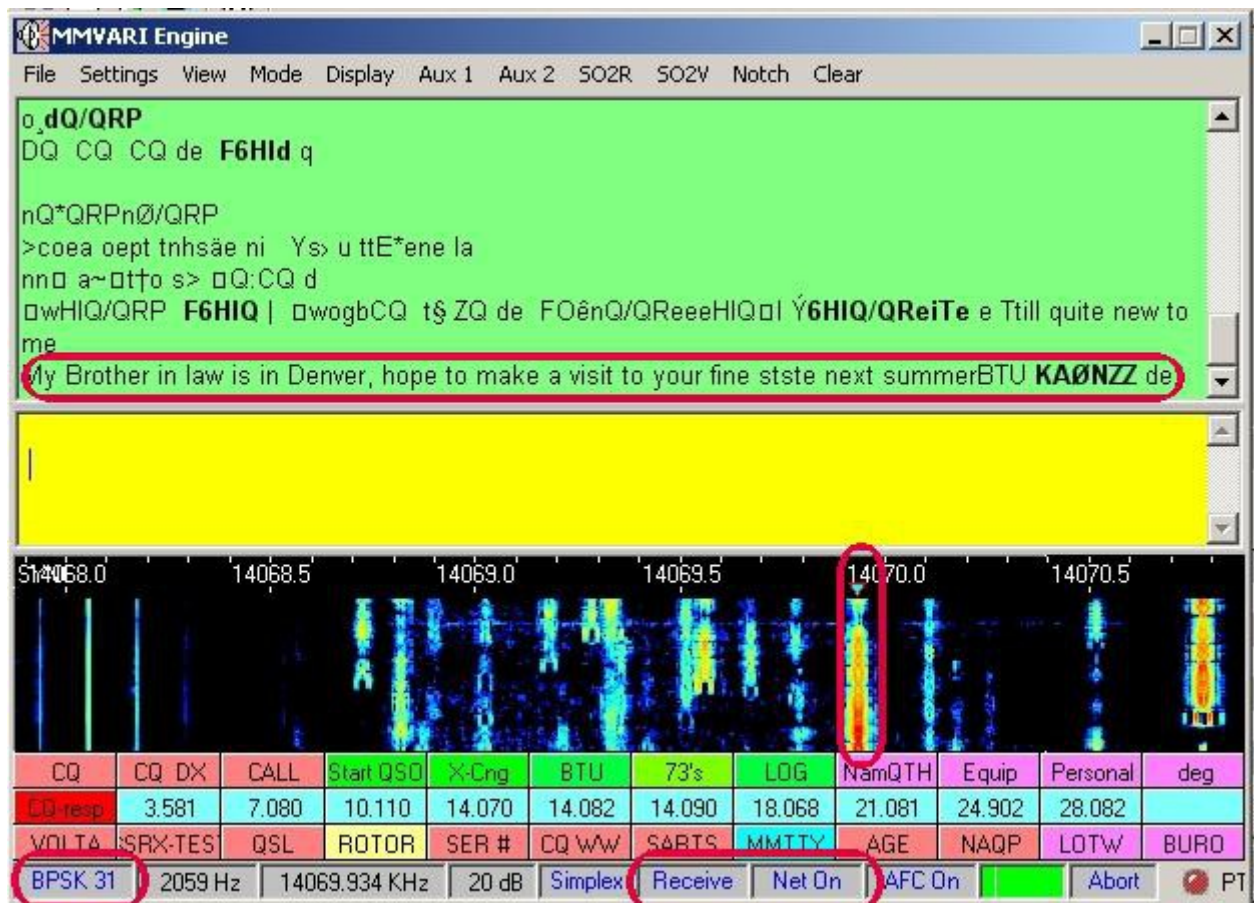 MMVARI Engine
File Settings View Mode Display Aux 1 Aux 2 SO2R SO2V Notch Clear
o¸dQ/QRP
DQ CQ CQ de F6HId q
nQ*QRPnØ/QRP
>coea oept tnhsäe ni Ys› u ttE*ene la
nn□ a~□t†o s> □Q:CQ d
□wHIQ/QRP F6HIQ | □wogbCQ t§ ZQ de FOênQ/QReeeHIQ□l Ý6HIQ/QReiTe e Ttill quite new to
me
My Brother in law is in Denver, hope to make a visit to your fine stste next summerBTU KAØNZZ de
14068.5 14069.0 14069.5 14070.0 14070.5
CQ CQ DX CALL Start QSO X-Cng BTU 73's LOG NamQTH Equip Personal deg
CQ-resp 3.581 7.080 10.110 14.070 14.082 14.090 18.068 21.081 24.902 28.082
VOLTA SRX-TEST QSL ROTOR SER # CQ WW SARTS MMTTY AGE NAQP LOTW BURO
BPSK 31 2059 Hz 14069.934 KHz 20 dB Simplex Receive Net On AFC On Abort PT